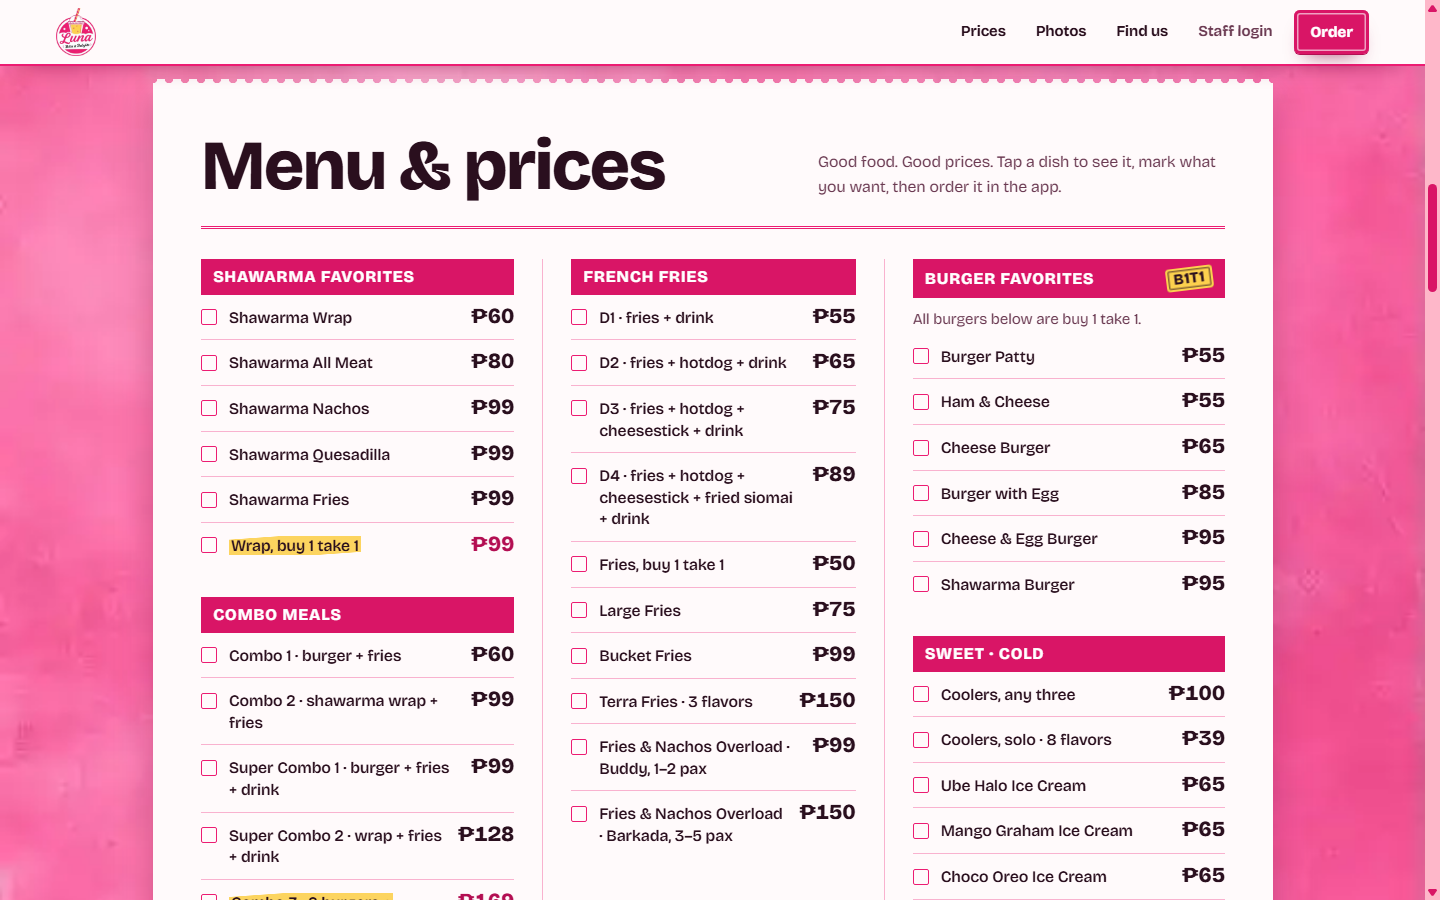 Luna
Prices
Photos
Find us
Staff login
Order
Menu & prices
Good food. Good prices. Tap a dish to see it, mark what
you want, then order it in the app.
SHAWARMA FAVORITES
Shawarma Wrap ₱60
Shawarma All Meat ₱80
Shawarma Nachos ₱99
Shawarma Quesadilla ₱99
Shawarma Fries ₱99
Wrap, buy 1 take 1 ₱99
COMBO MEALS
Combo 1 · burger + fries ₱60
Combo 2 · shawarma wrap + ₱99
fries
Super Combo 1 · burger + fries ₱99
+ drink
Super Combo 2 · wrap + fries ₱128
+ drink
FRENCH FRIES
D1 · fries + drink ₱55
D2 · fries + hotdog + drink ₱65
D3 · fries + hotdog + ₱75
cheesestick + drink
D4 · fries + hotdog + ₱89
cheesestick + fried siomai
+ drink
Fries, buy 1 take 1 ₱50
Large Fries ₱75
Bucket Fries ₱99
Terra Fries · 3 flavors ₱150
Fries & Nachos Overload · ₱99
Buddy, 1–2 pax
Fries & Nachos Overload ₱150
· Barkada, 3–5 pax
BURGER FAVORITES B1T1
All burgers below are buy 1 take 1.
Burger Patty ₱55
Ham & Cheese ₱55
Cheese Burger ₱65
Burger with Egg ₱85
Cheese & Egg Burger ₱95
Shawarma Burger ₱95
SWEET · COLD
Coolers, any three ₱100
Coolers, solo · 8 flavors ₱39
Ube Halo Ice Cream ₱65
Mango Graham Ice Cream ₱65
Choco Oreo Ice Cream ₱65